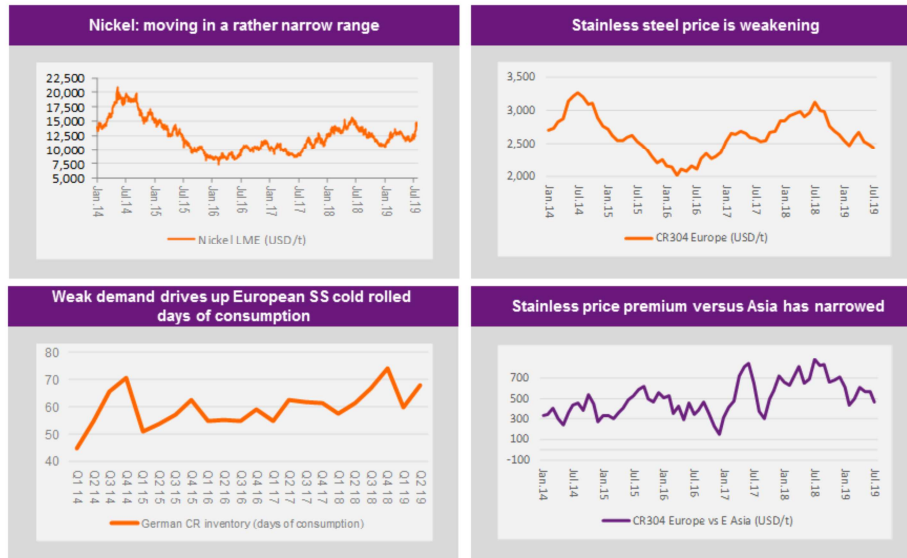 Nickel: moving in a rather narrow range
22,500
20,000
17,500
15,000
12,500
10,000
7,500
5,000
Jan.14
Jul.14
Jan.15
Jul.15
Jan.16
Jul.16
Jan.17
Jul.17
Jan.18
Jul.18
Jan.19
Jul.19
Nickel LME (USD/t)
Stainless steel price is weakening
3,500
3,000
2,500
2,000
Jan.14
Jul.14
Jan.15
Jul.15
Jan.16
Jul.16
Jan.17
Jul.17
Jan.18
Jul.18
Jan.19
Jul.19
CR304 Europe (USD/t)
Weak demand drives up European SS cold rolled
days of consumption
80
70
60
50
40
Q1 14
Q2 14
Q3 14
Q4 14
Q1 15
Q2 15
Q3 15
Q4 15
Q1 16
Q2 16
Q3 16
Q4 16
Q1 17
Q2 17
Q3 17
Q4 17
Q1 18
Q2 18
Q3 18
Q4 18
Q1 19
Q2 19
German CR inventory (days of consumption)
Stainless price premium versus Asia has narrowed
700
500
300
100
-100
Jan.14
Jul.14
Jan.15
Jul.15
Jan.16
Jul.16
Jan.17
Jul.17
Jan.18
Jul.18
Jan.19
Jul.19
CR304 Europe vs E Asia (USD/t)